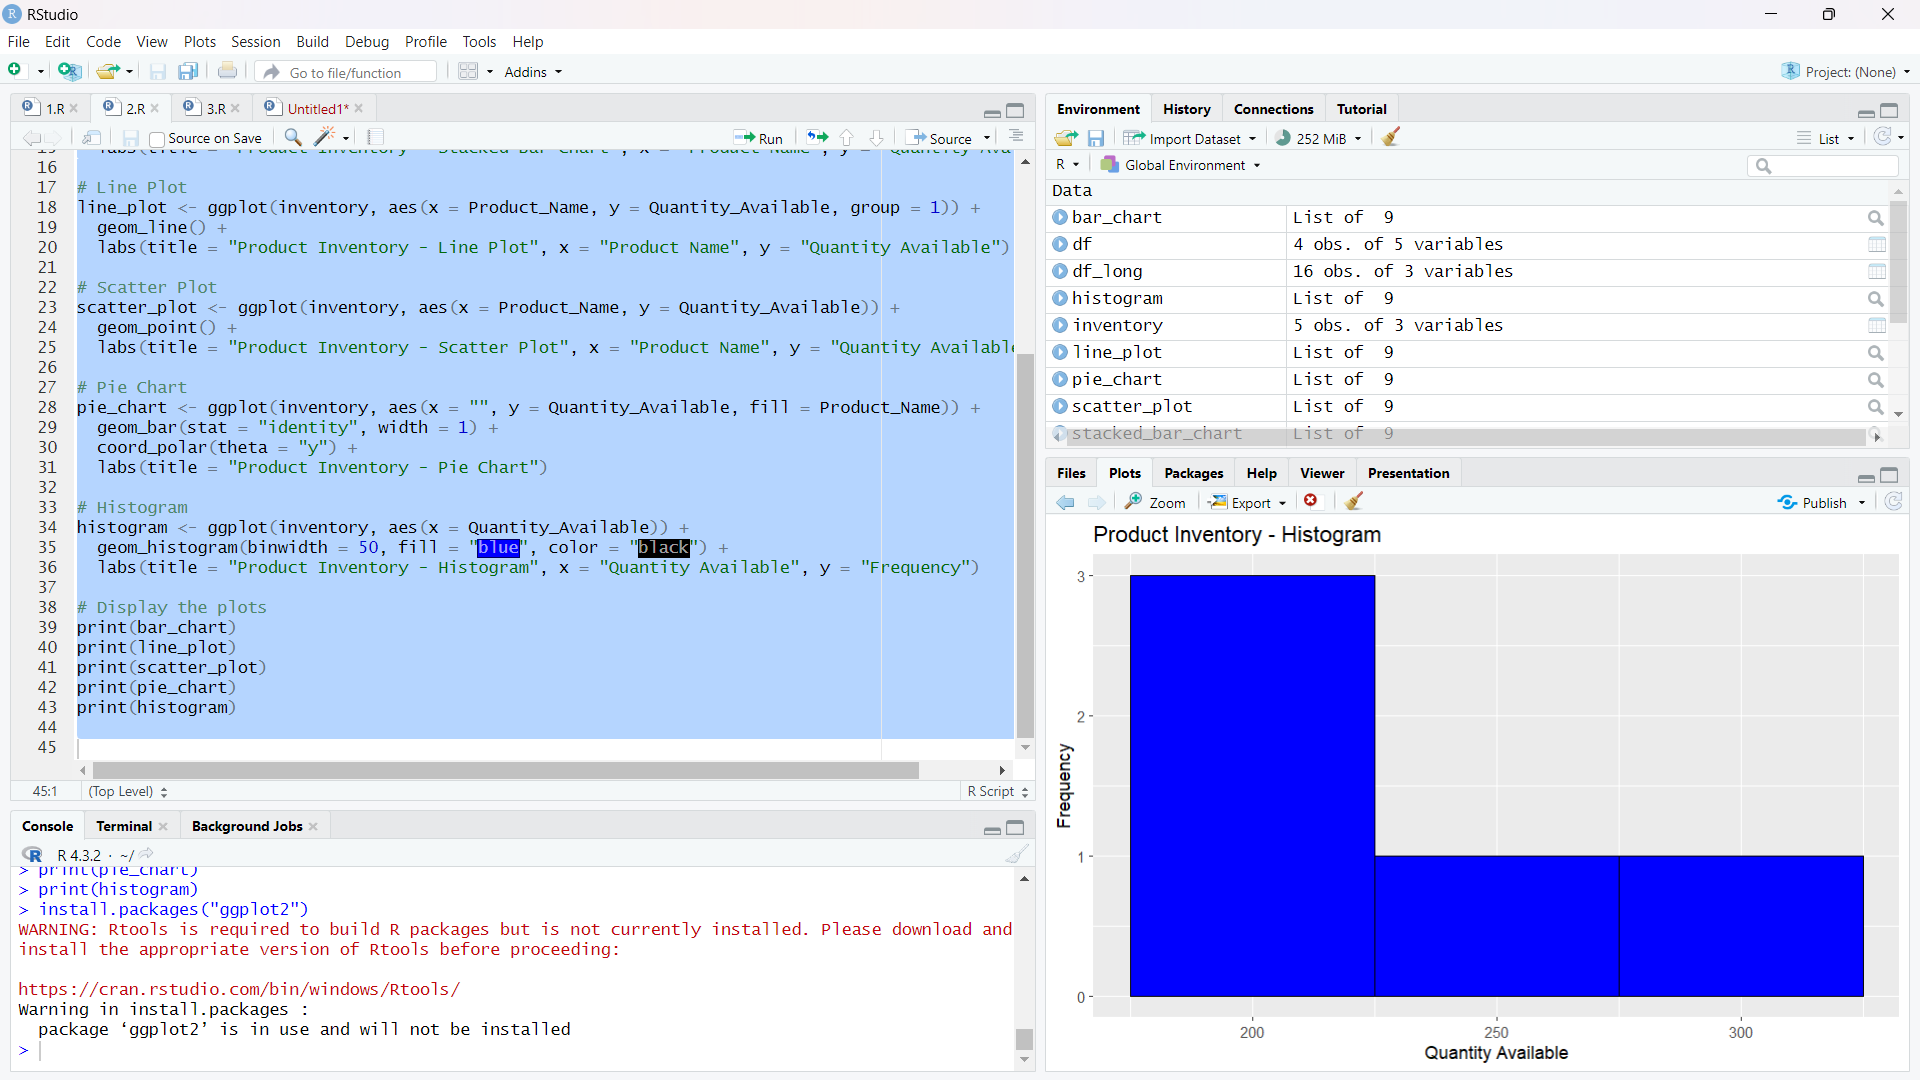 RStudio
File Edit Code View Plots Session Build Debug Profile Tools Help
Go to file/function Addins Project: (None)
1.R 2.R 3.R Untitled1*
Source on Save Run Source
16
17 # Line Plot
18 line_plot <- ggplot(inventory, aes(x = Product_Name, y = Quantity_Available, group = 1)) +
19 geom_line() +
20 labs(title = "Product Inventory - Line Plot", x = "Product Name", y = "Quantity Available")
21
22 # Scatter Plot
23 scatter_plot <- ggplot(inventory, aes(x = Product_Name, y = Quantity_Available)) +
24 geom_point() +
25 labs(title = "Product Inventory - Scatter Plot", x = "Product Name", y = "Quantity Availabl
26
27 # Pie Chart
28 pie_chart <- ggplot(inventory, aes(x = "", y = Quantity_Available, fill = Product_Name)) +
29 geom_bar(stat = "identity", width = 1) +
30 coord_polar(theta = "y") +
31 labs(title = "Product Inventory - Pie Chart")
32
33 # Histogram
34 histogram <- ggplot(inventory, aes(x = Quantity_Available)) +
35 geom_histogram(binwidth = 50, fill = "blue", color = "black") +
36 labs(title = "Product Inventory - Histogram", x = "Quantity Available", y = "Frequency")
37
38 # Display the plots
39 print(bar_chart)
40 print(line_plot)
41 print(scatter_plot)
42 print(pie_chart)
43 print(histogram)
44
45
45:1 (Top Level) R Script
Console Terminal Background Jobs
R 4.3.2 · ~/
> print(pie_chart)
> print(histogram)
> install.packages("ggplot2")
WARNING: Rtools is required to build R packages but is not currently installed. Please download and
install the appropriate version of Rtools before proceeding:
https://cran.rstudio.com/bin/windows/Rtools/
Warning in install.packages :
package ‘ggplot2’ is in use and will not be installed
>
Environment History Connections Tutorial
Import Dataset 252 MiB List
R Global Environment
Data
bar_chart List of 9
df 4 obs. of 5 variables
df_long 16 obs. of 3 variables
histogram List of 9
inventory 5 obs. of 3 variables
line_plot List of 9
pie_chart List of 9
scatter_plot List of 9
stacked_bar_chart List of 9
Files Plots Packages Help Viewer Presentation
Zoom Export Publish
Product Inventory - Histogram
3
2
1
0
Frequency
200 250 300
Quantity Available